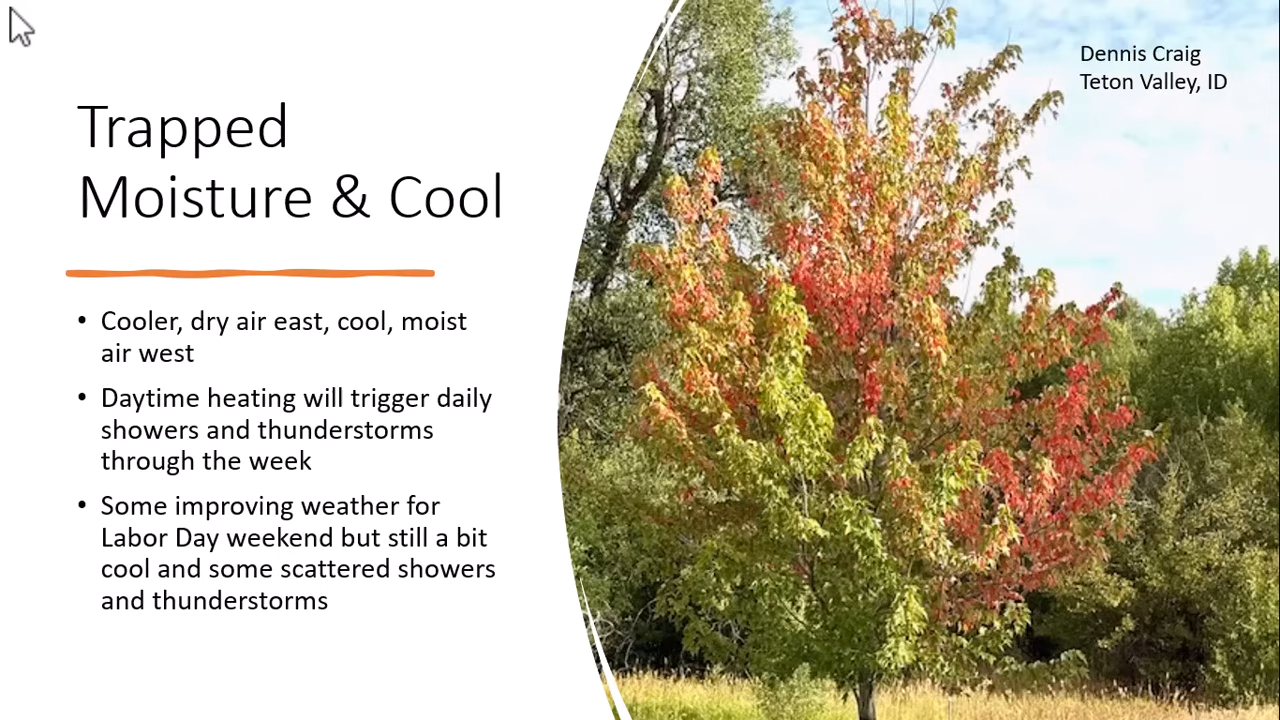 Trapped
Moisture & Cool
• Cooler, dry air east, cool, moist
air west
• Daytime heating will trigger daily
showers and thunderstorms
through the week
• Some improving weather for
Labor Day weekend but still a bit
cool and some scattered showers
and thunderstorms
Dennis Craig
Teton Valley, ID